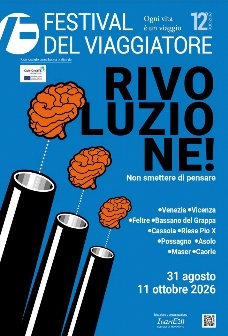 FESTIVAL
DEL VIAGGIATORE
Ogni vita
è un viaggio
12ª
RIVO
LUZIO
NE!
Non smettere di pensare
•Venezia •Vicenza
•Feltre •Bassano del Grappa
•Cassola •Riese Pio X
•Possagno •Asolo
•Maser •Caorle
31 agosto
11 ottobre 2026